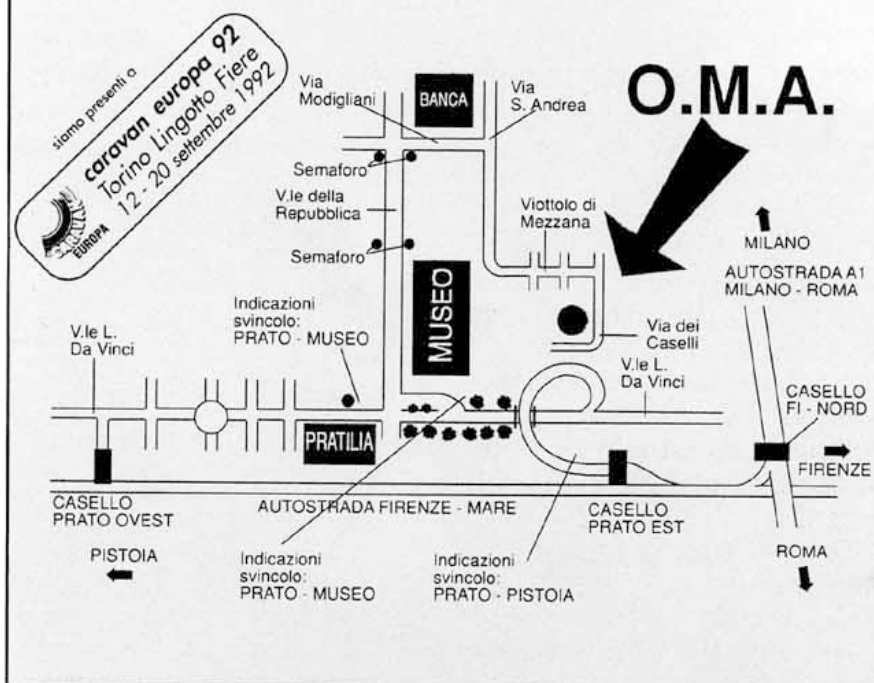 siamo presenti a
caravan europa 92
Torino Lingotto Fiere
12 - 20 settembre 1992
EUROPA
O.M.A.
Via
Modigliani
BANCA
Via
S. Andrea
Semaforo
V.le della
Repubblica
Semaforo
Viottolo di
Mezzana
MILANO
AUTOSTRADA A1
MILANO - ROMA
MUSEO
Indicazioni
svincolo:
PRATO - MUSEO
V.le L.
Da Vinci
Via dei
Caselli
V.le L.
Da Vinci
CASELLO
FI - NORD
PRATILIA
FIRENZE
CASELLO
PRATO OVEST
AUTOSTRADA FIRENZE - MARE
CASELLO
PRATO EST
PISTOIA
Indicazioni
svincolo:
PRATO - MUSEO
Indicazioni
svincolo:
PRATO - PISTOIA
ROMA